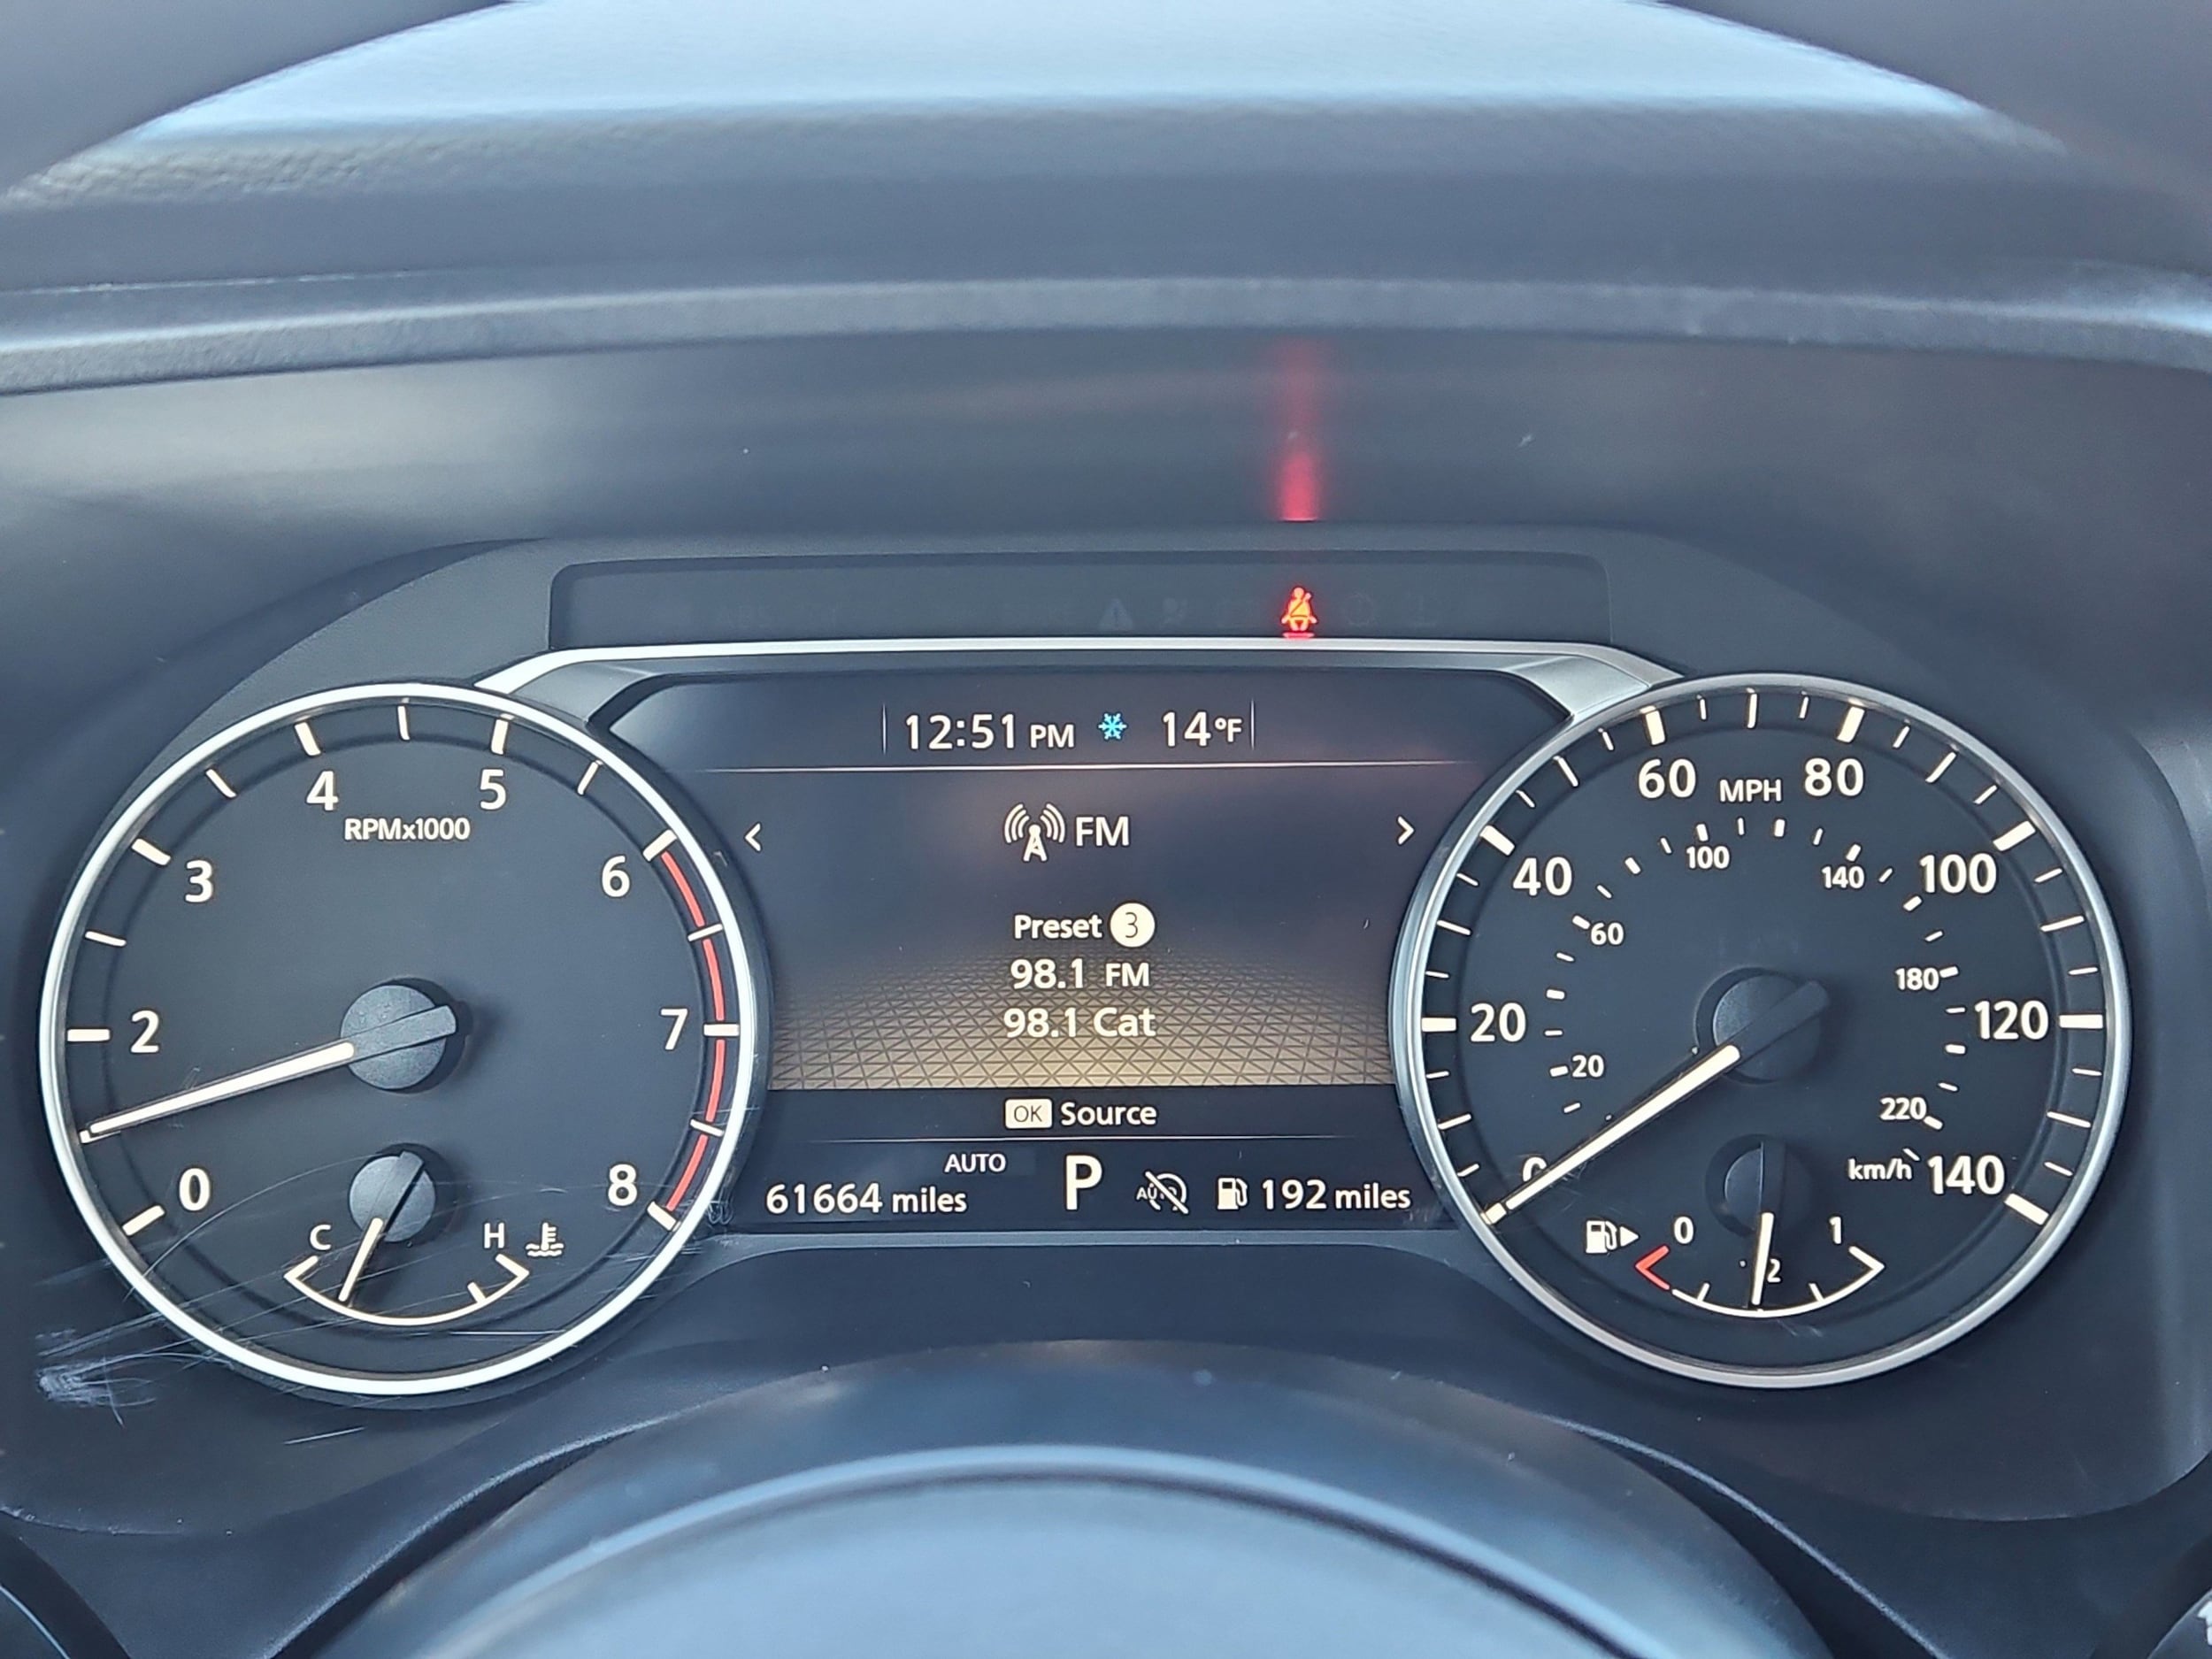 12:51 PM 14°F
FM
Preset 3
98.1 FM
98.1 Cat
OK Source
AUTO
61664 miles
P
AUTO
192 miles
0
2
3
4
5
6
7
8
RPMx1000
C
H
20
40
60
80
100
120
140
MPH
20
60
100
140
180
220
km/h
0
1